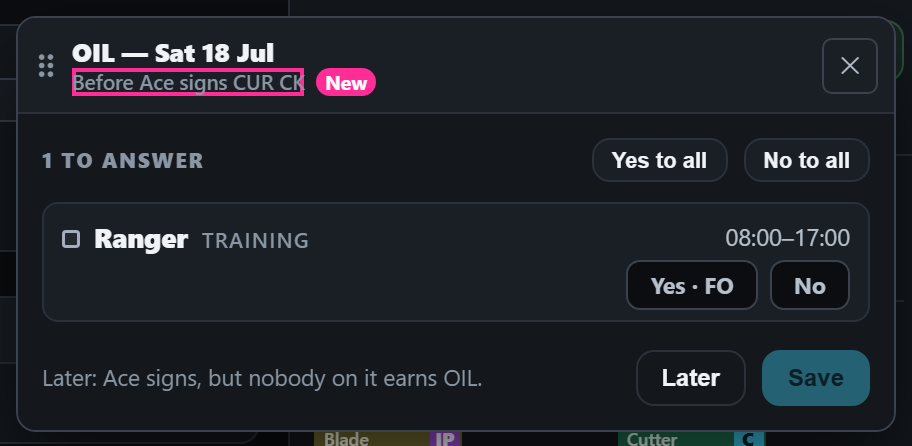 OIL — Sat 18 Jul
Before Ace signs CUR CK New
1 TO ANSWER Yes to all No to all
Ranger TRAINING 08:00–17:00
Yes · FO No
Later: Ace signs, but nobody on it earns OIL. Later Save
Blade IP Cutter C